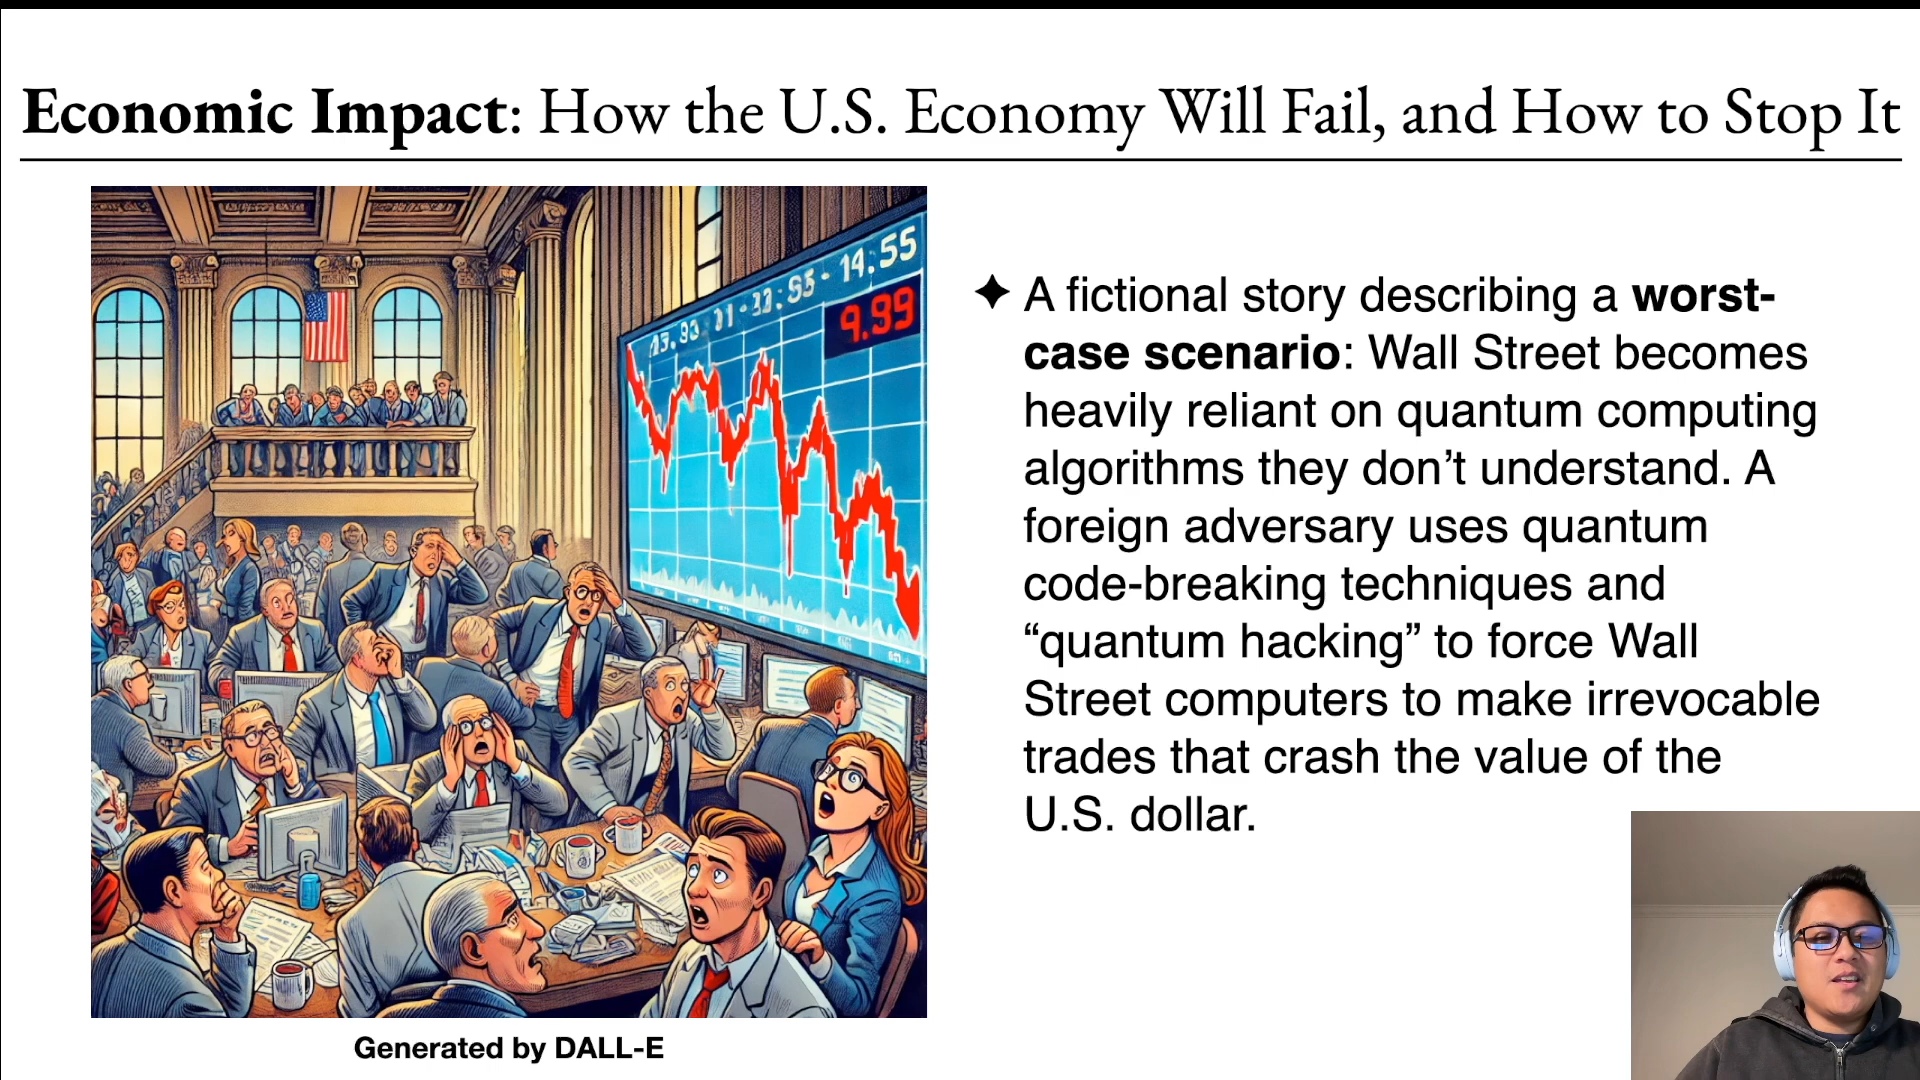 Economic Impact: How the U.S. Economy Will Fail, and How to Stop It
14.55
9.99
✦ A fictional story describing a worst-
case scenario: Wall Street becomes
heavily reliant on quantum computing
algorithms they don’t understand. A
foreign adversary uses quantum
code-breaking techniques and
“quantum hacking” to force Wall
Street computers to make irrevocable
trades that crash the value of the
U.S. dollar.
Generated by DALL-E